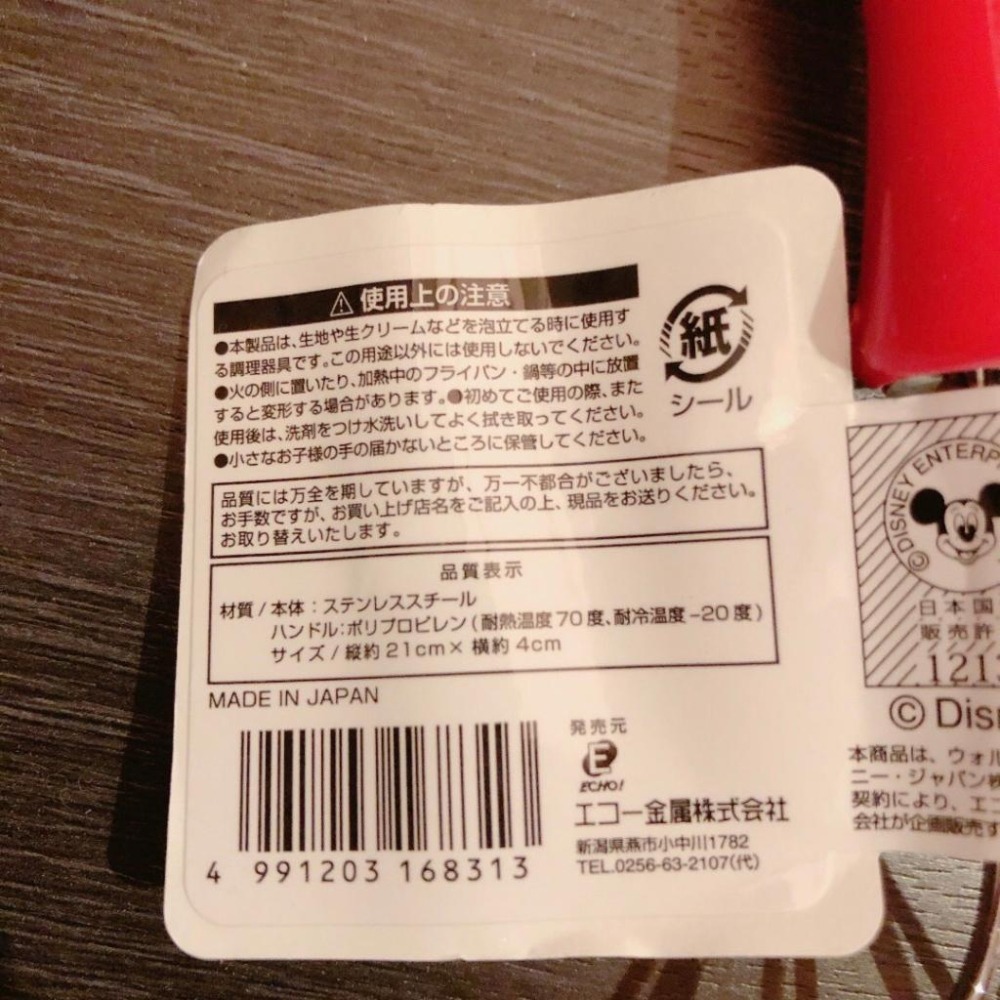 ⚠使用上の注意
●本製品は、生地や生クリームなどを泡立てる時に使用す
る調理器具です。この用途以外には使用しないでください。
●火の側に置いたり、加熱中のフライパン・鍋等の中に放置
すると変形する場合があります。●初めてご使用の際、また
使用後は、洗剤をつけ水洗いしてよく拭き取ってください。
●小さなお子様の手の届かないところに保管してください。
紙
シール
品質には万全を期していますが、万一不都合がございましたら、
お手数ですが、お買い上げ店名をご記入の上、現品をお送りください。
お取り替えいたします。
品質表示
材質/本体:ステンレススチール
ハンドル:ポリプロピレン(耐熱温度70度、耐冷温度-20度)
サイズ/縦約21cm×横約4cm
MADE IN JAPAN
4 991203 168313
発売元
E
ECHO!
エコー金属株式会社
新潟県燕市小中川1782
TEL.0256-63-2107(代)
©DISNEY ENTERP
日本国
販売許
1213
©Disn
本商品は、ウォル
ニー・ジャパン
契約により、エコ
会社が企画販売す